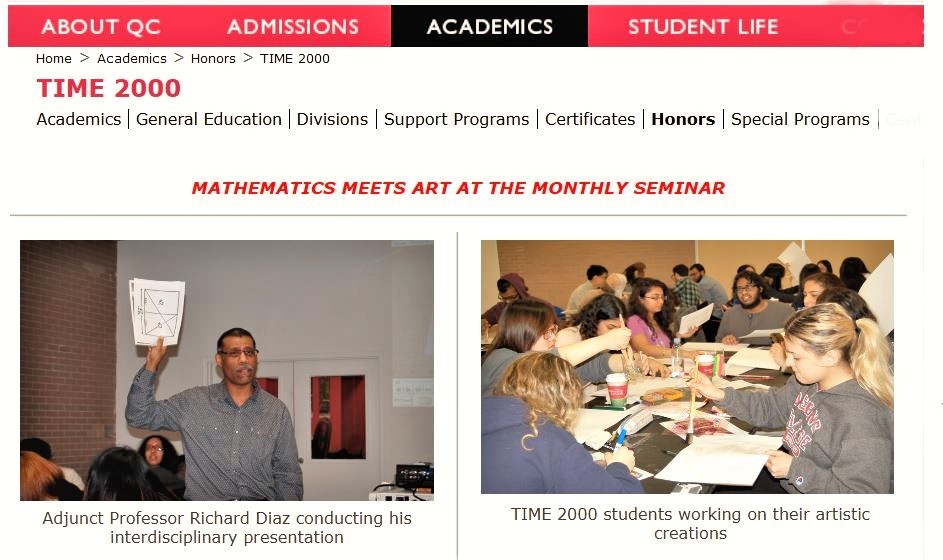 ABOUT QC ADMISSIONS ACADEMICS STUDENT LIFE
Home > Academics > Honors > TIME 2000
TIME 2000
Academics | General Education | Divisions | Support Programs | Certificates | Honors | Special Programs |
MATHEMATICS MEETS ART AT THE MONTHLY SEMINAR
Adjunct Professor Richard Diaz conducting his
interdisciplinary presentation
TIME 2000 students working on their artistic
creations